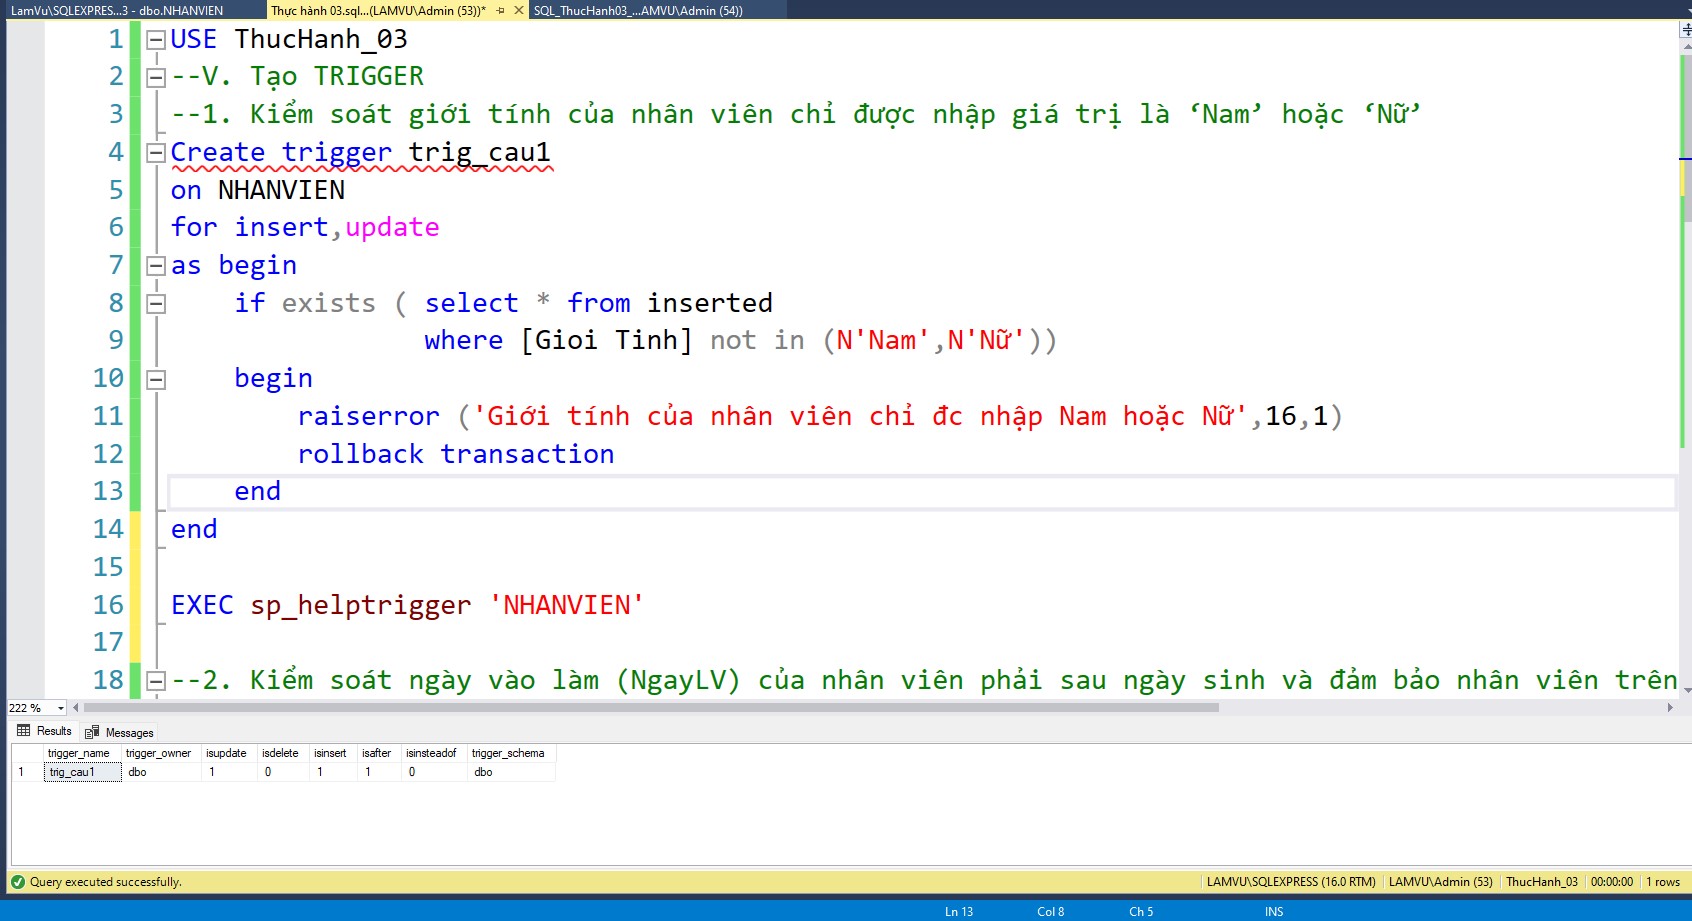 LamVu\SQLEXPRES...3 - dbo.NHANVIEN
Thực hành 03.sql...(LAMVU\Admin (53))*
SQL_ThucHanh03_...AMVU\Admin (54))
1 USE ThucHanh_03
2 --V. Tạo TRIGGER
3 --1. Kiểm soát giới tính của nhân viên chỉ được nhập giá trị là ‘Nam’ hoặc ‘Nữ’
4 Create trigger trig_cau1
5 on NHANVIEN
6 for insert,update
7 as begin
8 if exists ( select * from inserted
9 where [Gioi Tinh] not in (N'Nam',N'Nữ'))
10 begin
11 raiserror ('Giới tính của nhân viên chỉ đc nhập Nam hoặc Nữ',16,1)
12 rollback transaction
13 end
14 end
15
16 EXEC sp_helptrigger 'NHANVIEN'
17
18 --2. Kiểm soát ngày vào làm (NgayLV) của nhân viên phải sau ngày sinh và đảm bảo nhân viên trên
222 %
Results Messages
trigger_name trigger_owner isupdate isdelete isinsert isafter isinsteadof trigger_schema
1 trig_cau1 dbo 1 0 1 1 0 dbo
Query executed successfully. LAMVU\SQLEXPRESS (16.0 RTM) LAMVU\Admin (53) ThucHanh_03 00:00:00 1 rows
Ln 13 Col 8 Ch 5 INS